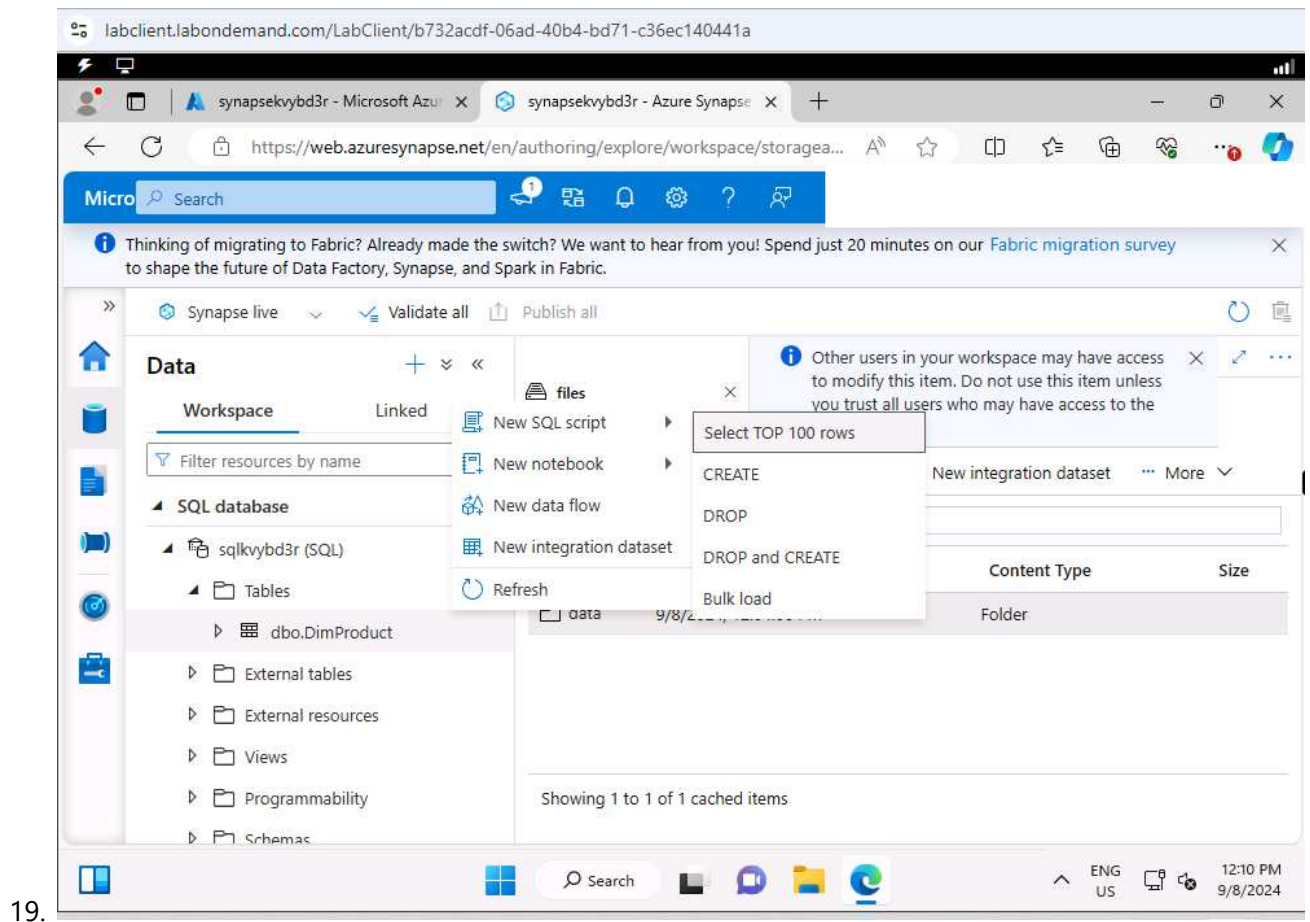 labclient.labondemand.com/LabClient/b732acdf-06ad-40b4-bd71-c36ec140441a
synapsekvybd3r - Microsoft Azu
synapsekvybd3r - Azure Synapse
https://web.azuresynapse.net/en/authoring/explore/workspace/storagea...
Micro
Search
1
Thinking of migrating to Fabric? Already made the switch? We want to hear from you! Spend just 20 minutes on our Fabric migration survey
to shape the future of Data Factory, Synapse, and Spark in Fabric.
Synapse live
Validate all
Publish all
Data
Workspace
Linked
Filter resources by name
SQL database
sqlkvybd3r (SQL)
Tables
dbo.DimProduct
External tables
External resources
Views
Programmability
Schemas
files
Other users in your workspace may have access
to modify this item. Do not use this item unless
you trust all users who may have access to the
New SQL script
New notebook
New data flow
New integration dataset
Refresh
Select TOP 100 rows
CREATE
DROP
DROP and CREATE
Bulk load
New integration dataset
More
Content Type
Size
data
Folder
Showing 1 to 1 of 1 cached items
Search
ENG
US
12:10 PM
9/8/2024
19.